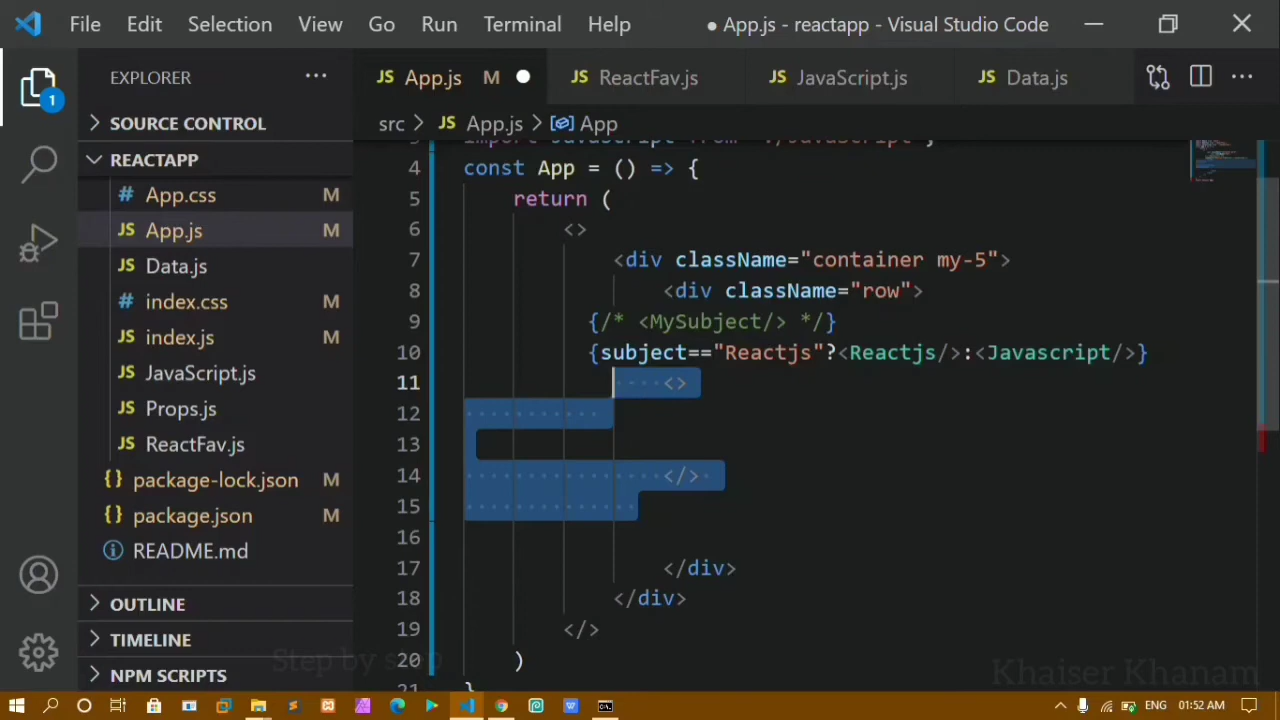 File Edit Selection View Go Run Terminal Help ● App.js - reactapp - Visual Studio Code
EXPLORER ···
JS App.js M ● JS ReactFav.js JS JavaScript.js JS Data.js ···
1
SOURCE CONTROL
src > JS App.js > App
REACTAPP
# App.css M
JS App.js M
JS Data.js
# index.css M
JS index.js M
JS JavaScript.js
JS Props.js
JS ReactFav.js
{} package-lock.json M
{} package.json M
README.md
OUTLINE
TIMELINE
NPM SCRIPTS
4 const App = () => {
5 return (
6 <>
7 <div className="container my-5">
8 <div className="row">
9 {/* <MySubject/> */}
10 {subject=="Reactjs"?<Reactjs/>:<Javascript/>}
11 <>
12
13
14 </>
15
16
17 </div>
18 </div>
19 </>
20 )
Step by step
Khaiser Khanam
ENG 01:52 AM